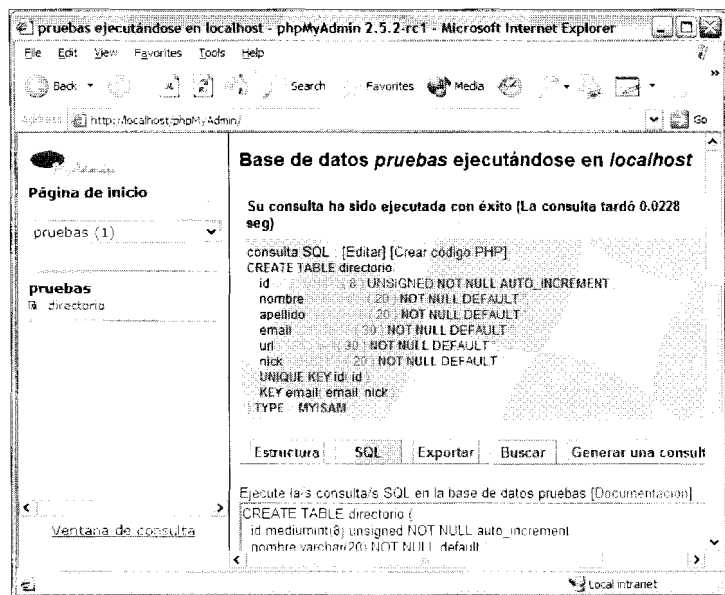 pruebas ejecutándose en localhost - phpMyAdmin 2.5.2-rc1 - Microsoft Internet Explorer
File Edit View Favorites Tools Help
Back Search Favorites Media
Address http://localhost/phpMyAdmin/ Go
Página de inicio
pruebas (1)
pruebas
directorio
Ventana de consulta
Base de datos pruebas ejecutándose en localhost
Su consulta ha sido ejecutada con éxito (La consulta tardó 0.0228
seg)
consulta SQL : [Editar] [Crear código PHP]
CREATE TABLE directorio
id ( 8 ) UNSIGNED NOT NULL AUTO_INCREMENT
nombre ( 20 ) NOT NULL DEFAULT
apellido ( 20 ) NOT NULL DEFAULT
email ( 30 ) NOT NULL DEFAULT
url ( 30 ) NOT NULL DEFAULT
nick ( 20 ) NOT NULL DEFAULT
UNIQUE KEY id( id )
KEY email( email nick )
) TYPE MYISAM
Estructura SQL Exportar Buscar Generar una consult
Ejecute la/s consulta/s SQL en la base de datos pruebas [Documentación]
CREATE TABLE directorio (
id mediumint(8) unsigned NOT NULL auto_increment
nombre varchar(20) NOT NULL default
Local intranet